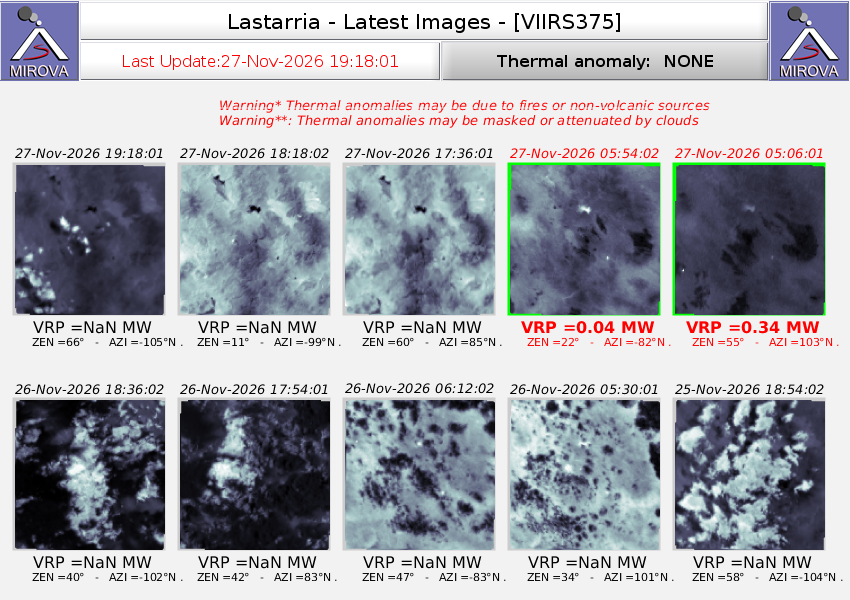 Lastarria - Latest Images - [VIIRS375]
MIROVA
Last Update:27-Nov-2026 19:18:01
Thermal anomaly: NONE
MIROVA
Warning* Thermal anomalies may be due to fires or non-volcanic sources
Warning**: Thermal anomalies may be masked or attenuated by clouds
27-Nov-2026 19:18:01 27-Nov-2026 18:18:02 27-Nov-2026 17:36:01 27-Nov-2026 05:54:02 27-Nov-2026 05:06:01
VRP =NaN MW VRP =NaN MW VRP =NaN MW VRP =0.04 MW VRP =0.34 MW
ZEN =66° - AZI =-105°N . ZEN =11° - AZI =-99°N . ZEN =60° - AZI =85°N . ZEN =22° - AZI =-82°N . ZEN =55° - AZI =103°N .
26-Nov-2026 18:36:02 26-Nov-2026 17:54:01 26-Nov-2026 06:12:02 26-Nov-2026 05:30:01 25-Nov-2026 18:54:02
VRP =NaN MW VRP =NaN MW VRP =NaN MW VRP =NaN MW VRP =NaN MW
ZEN =40° - AZI =-102°N . ZEN =42° - AZI =83°N . ZEN =47° - AZI =-83°N . ZEN =34° - AZI =101°N . ZEN =58° - AZI =-104°N .